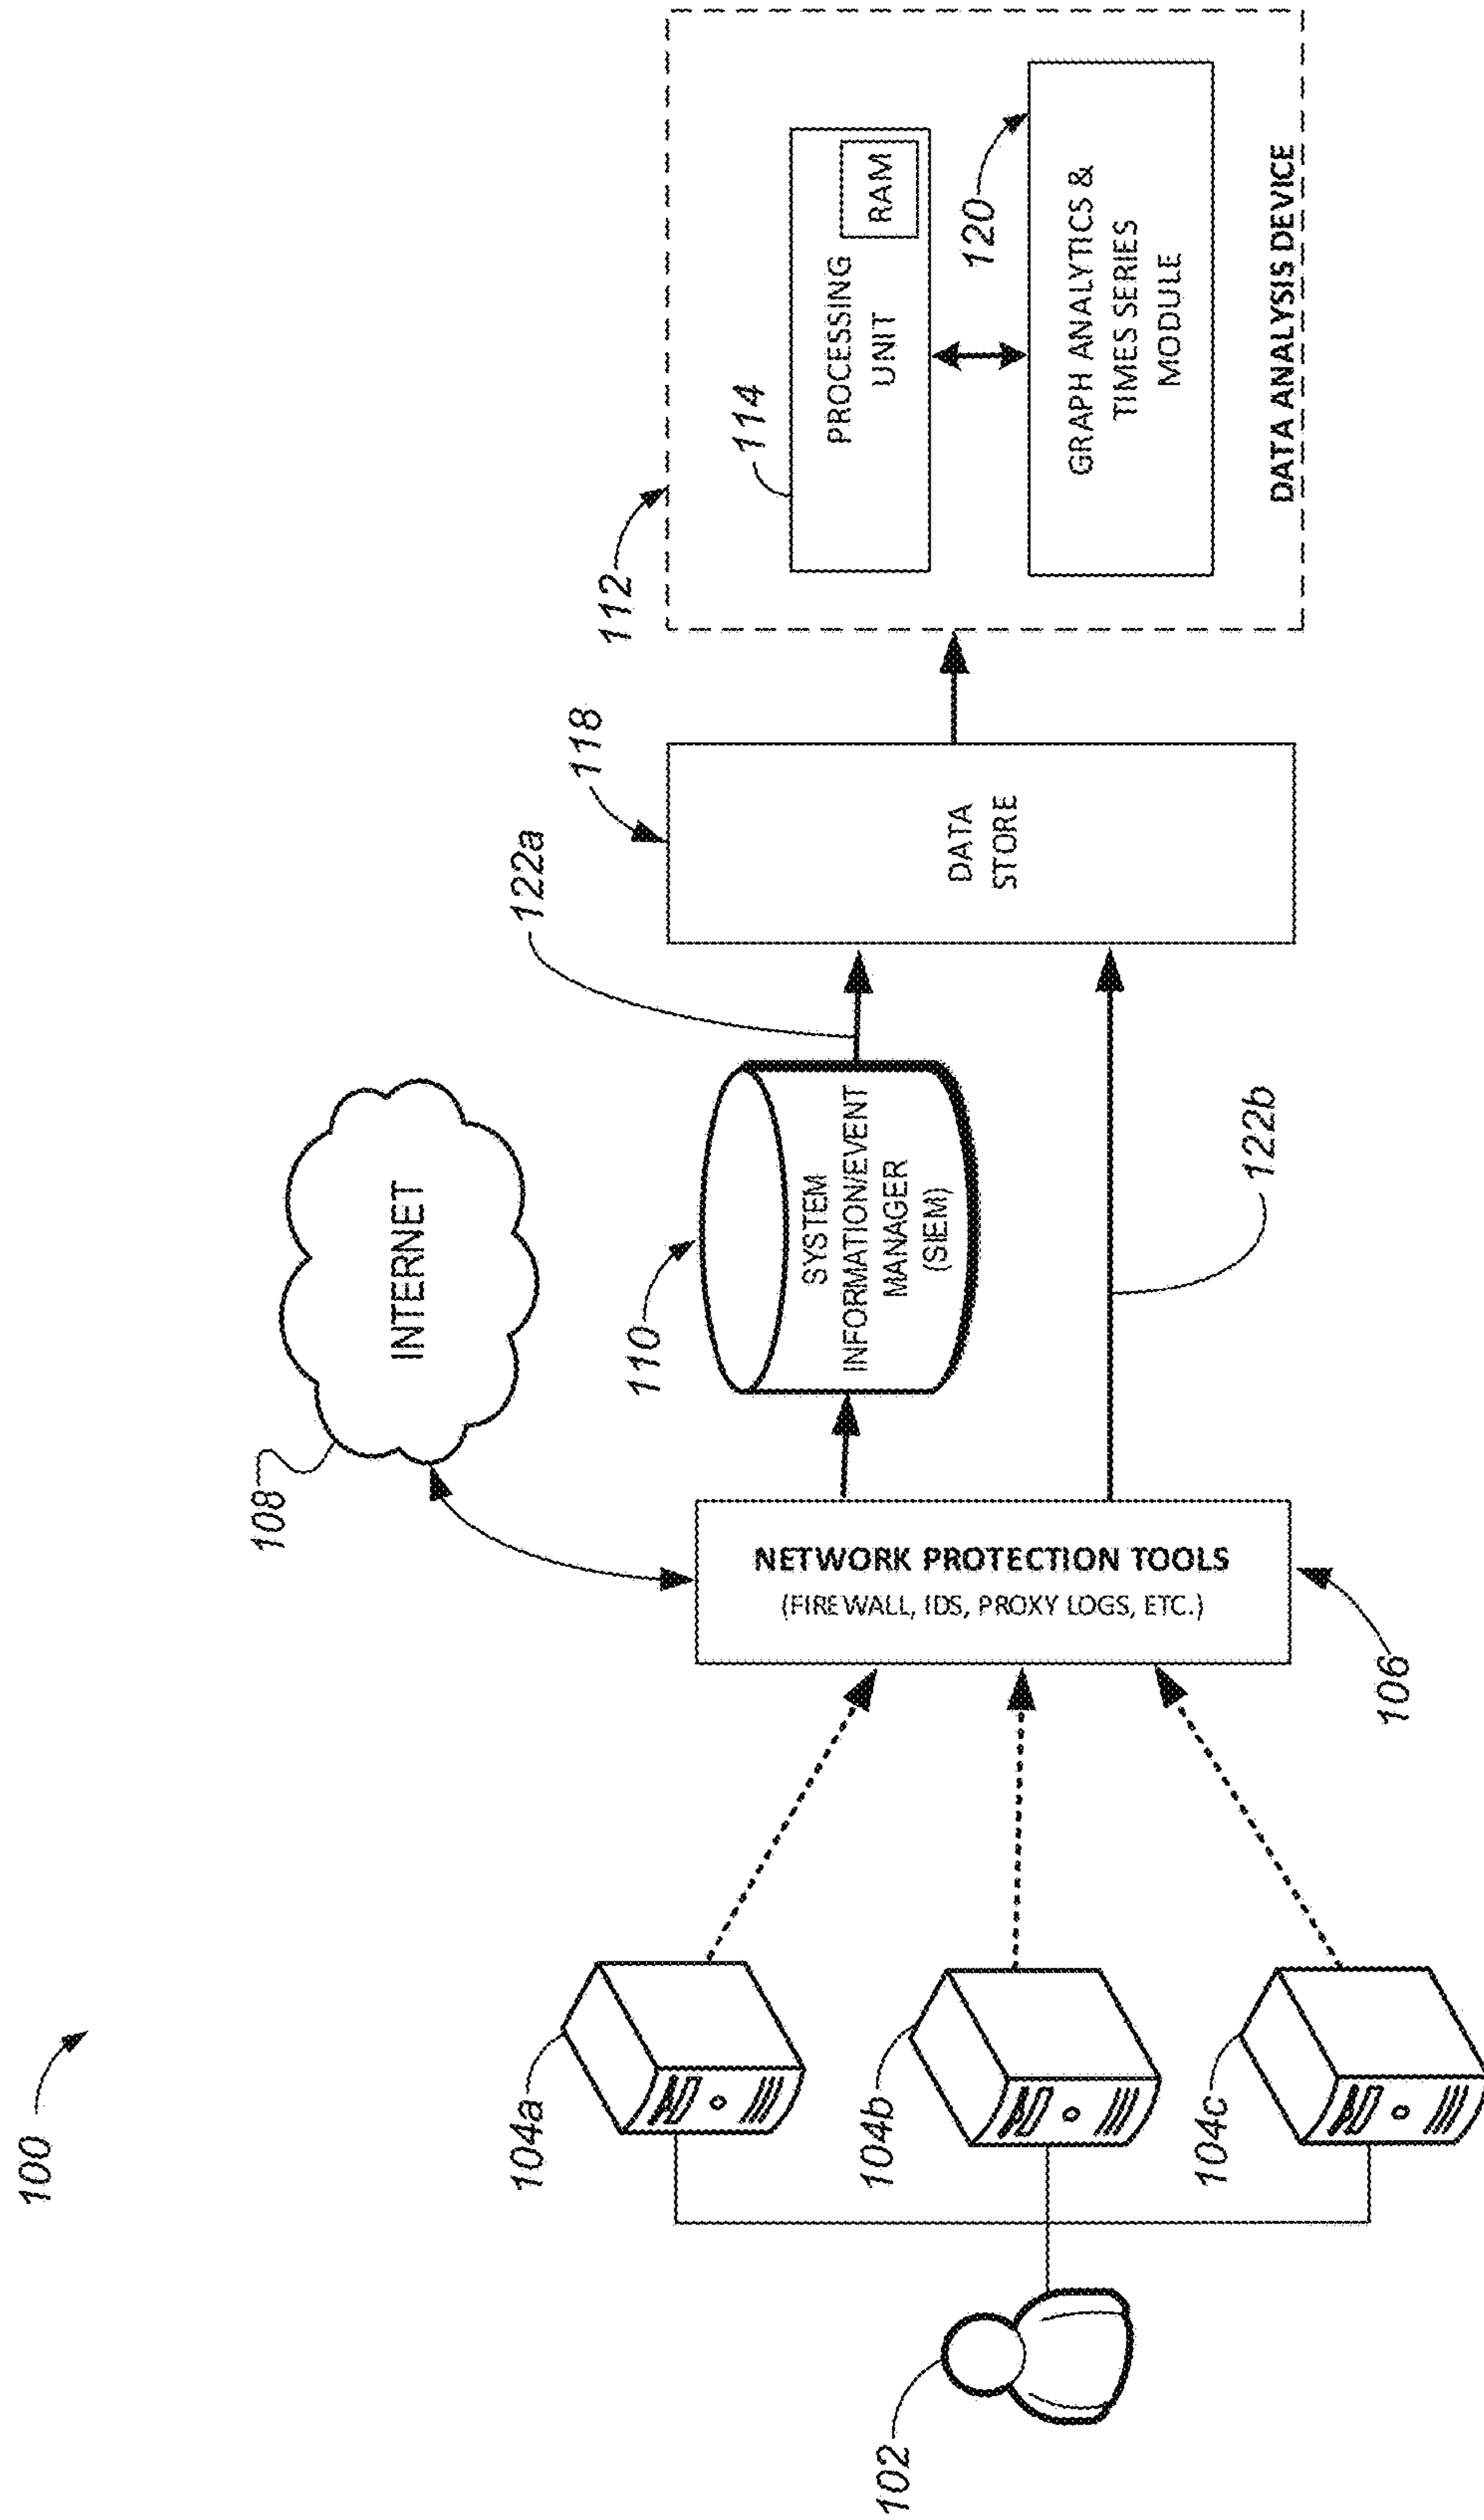 100
102
104a
104b
104c
106
NETWORK PROTECTION TOOLS
(FIREWALL, IDS, PROXY LOGS, ETC.)
108
INTERNET
110
SYSTEM
INFORMATION/EVENT
MANAGER
(SIEM)
122a
122b
118
DATA
STORE
112
114
PROCESSING
UNIT
RAM
120
GRAPH ANALYTICS &
TIMES SERIES
MODULE
DATA ANALYSIS DEVICE